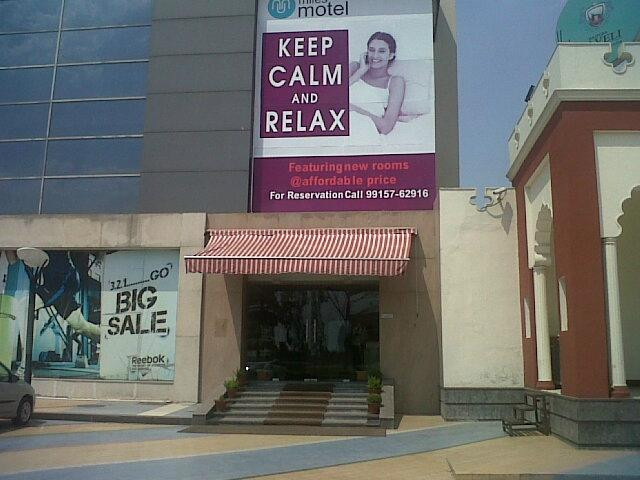 miles
motel
KEEP
CALM
AND
RELAX
Featuring new rooms
@affordable price
For Reservation Call 99157-62916
3.2.1..........GO
BIG
SALE
Reebok